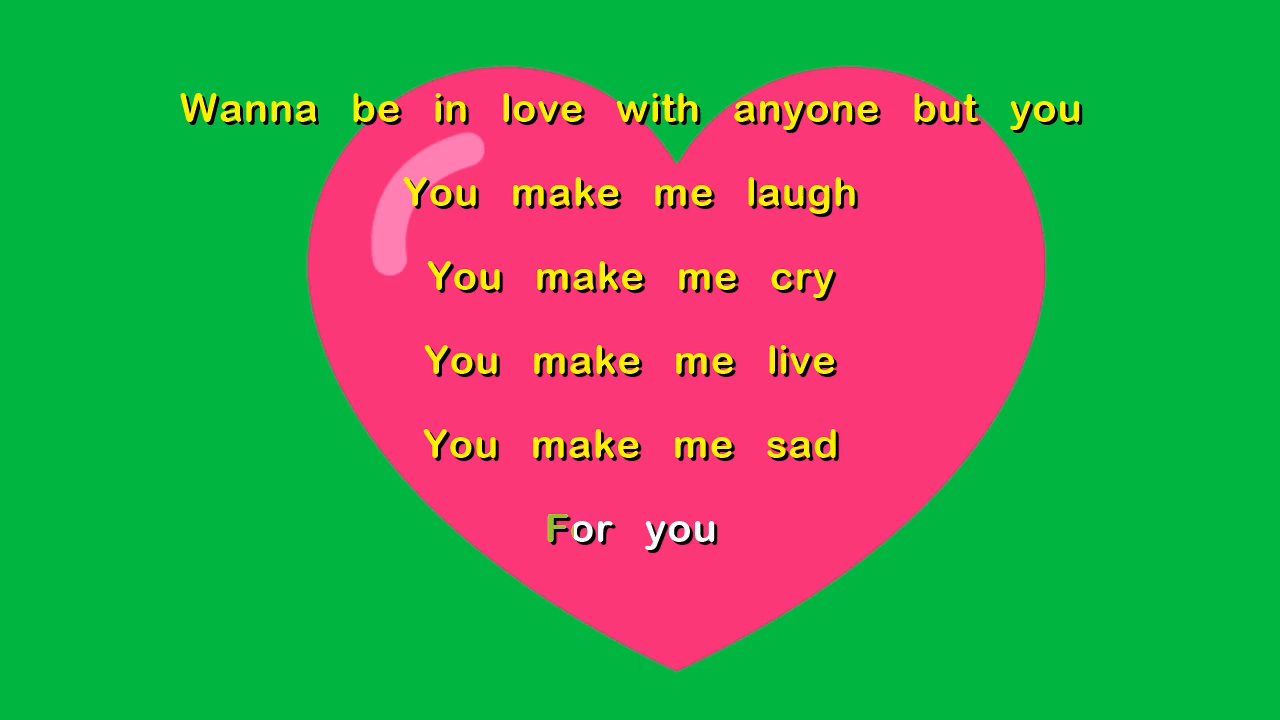 Wanna be in love with anyone but you
You make me laugh
You make me cry
You make me live
You make me sad
For you